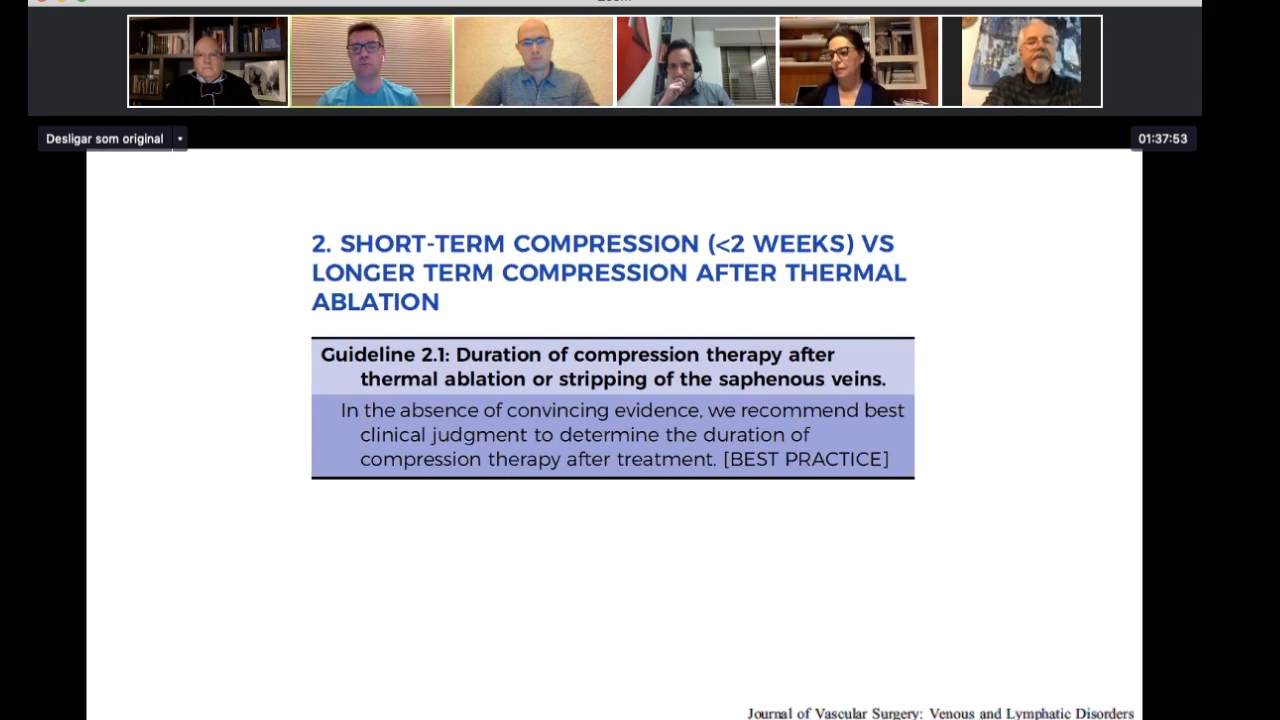 Desligar som original
01:37:53
2. SHORT-TERM COMPRESSION (<2 WEEKS) VS
LONGER TERM COMPRESSION AFTER THERMAL
ABLATION
Guideline 2.1: Duration of compression therapy after
thermal ablation or stripping of the saphenous veins.
In the absence of convincing evidence, we recommend best
clinical judgment to determine the duration of
compression therapy after treatment. [BEST PRACTICE]
Journal of Vascular Surgery: Venous and Lymphatic Disorders